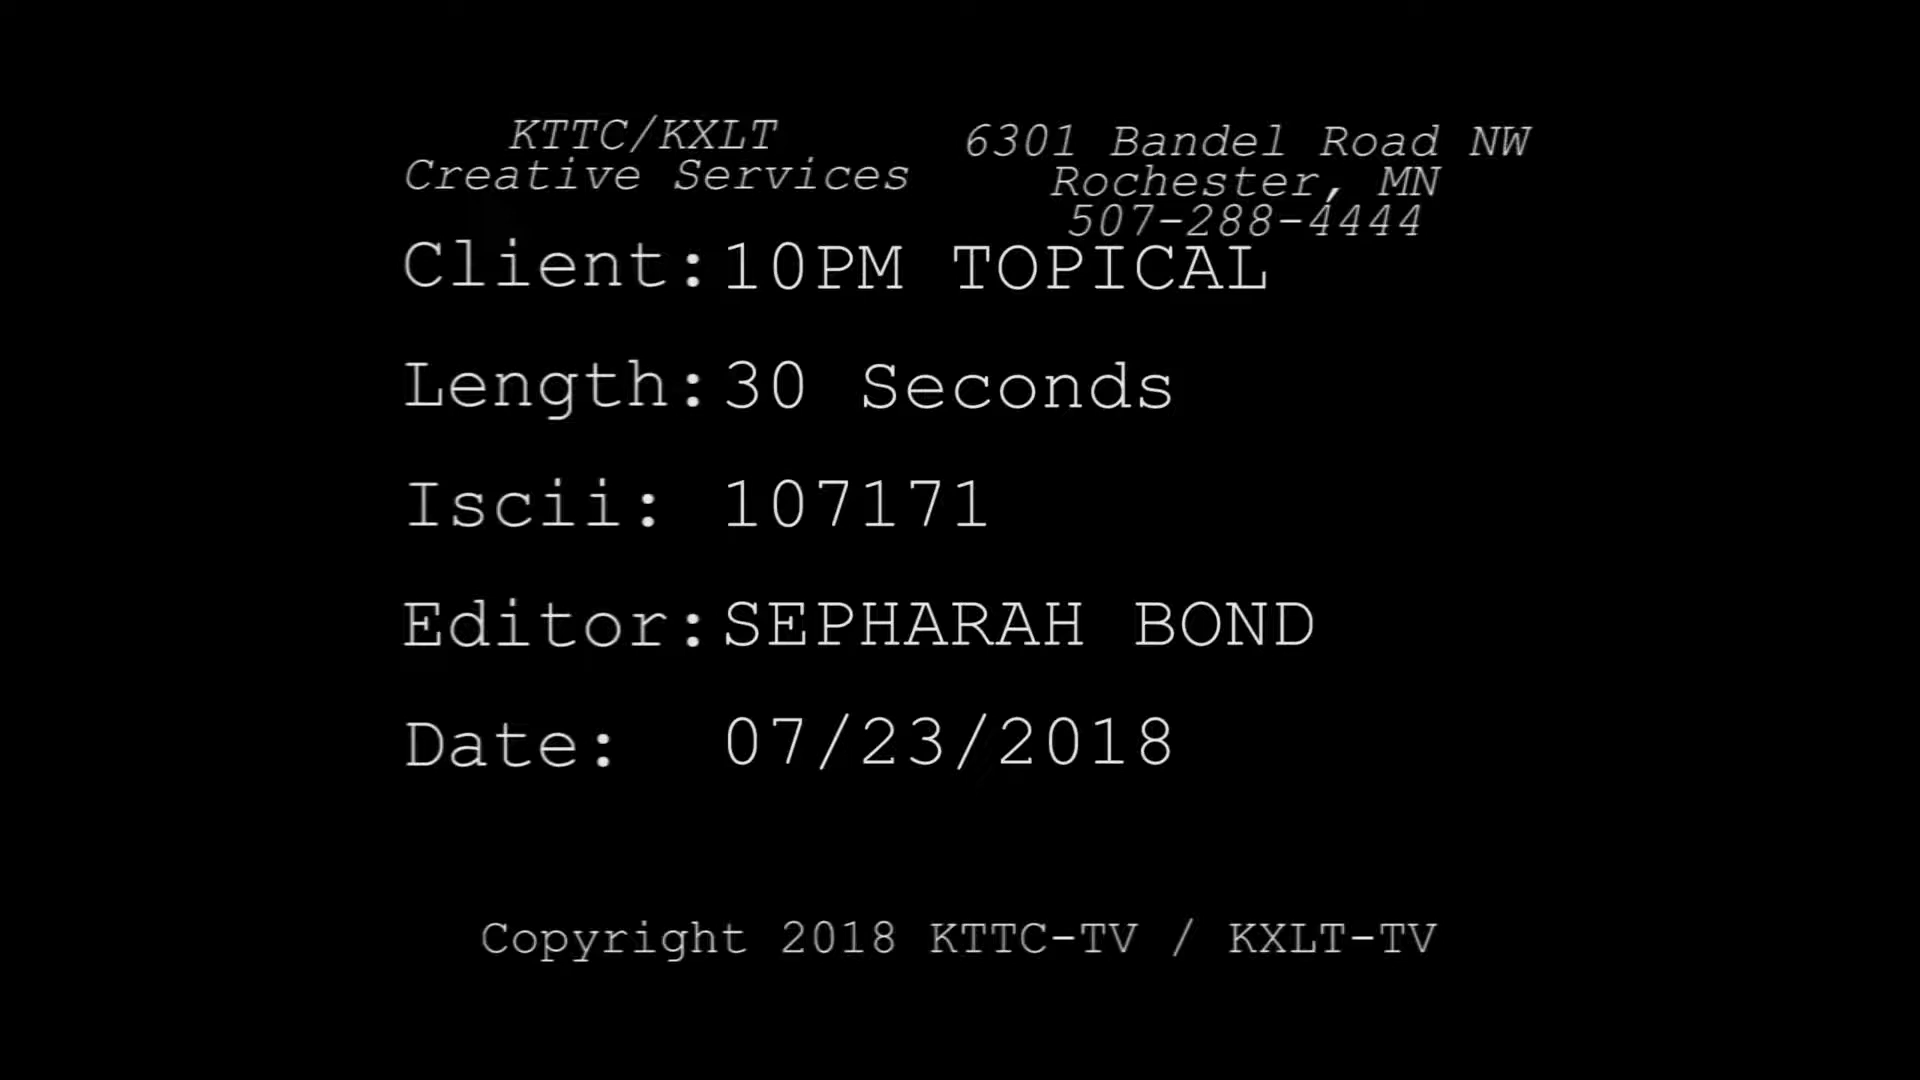 KTTC/KXLT
Creative Services
6301 Bandel Road NW
Rochester, MN
507-288-4444
Client:10PM TOPICAL
Length:30 Seconds
Iscii: 107171
Editor:SEPHARAH BOND
Date: 07/23/2018
Copyright 2018 KTTC-TV / KXLT-TV